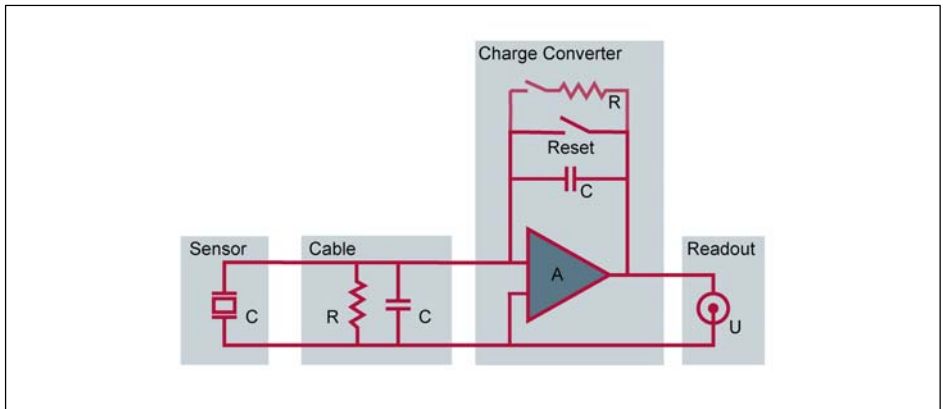 Charge Converter
R
Reset
C
Sensor
Cable
Readout
A
C
R
C
U